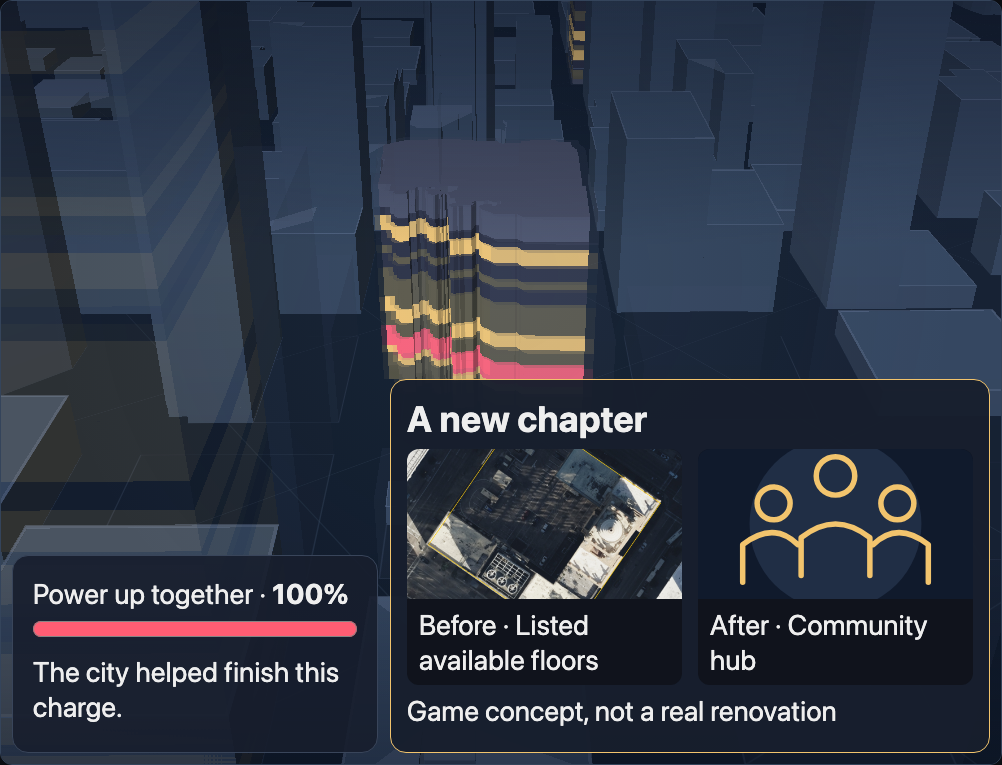 A new chapter
Before · Listed
available floors
After · Community
hub
Game concept, not a real renovation
Power up together · 100%
The city helped finish this
charge.